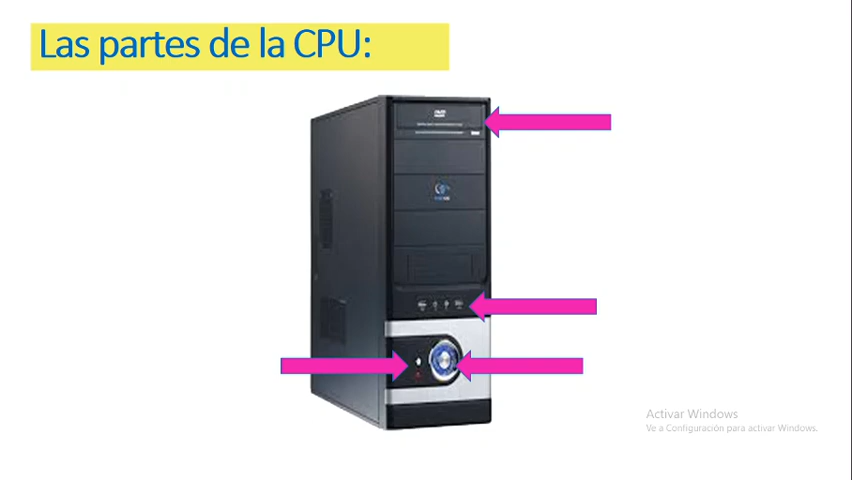 Las partes de la CPU:
Activar Windows
Ve a Configuración para activar Windows.